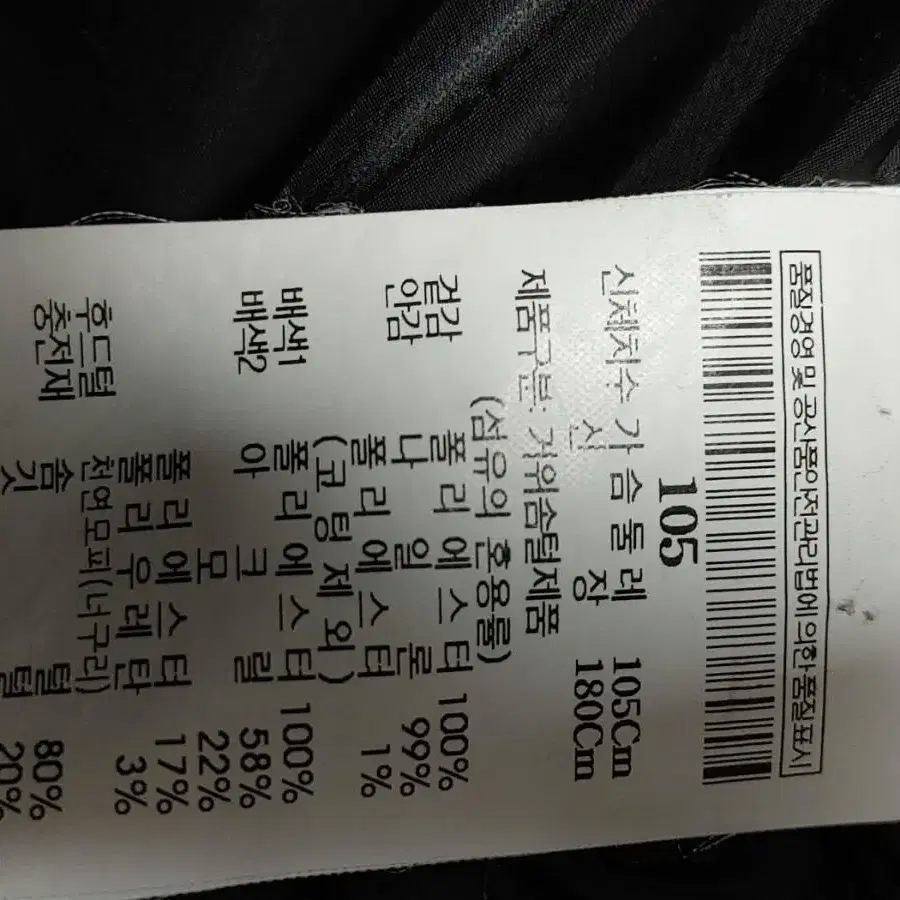 품질경영 및 공산품안전관리법에 의한 품질표시
105
신체치수 가슴둘레 105Cm
신 장 180Cm
제품구분: 거위솜털제품
(섬유의 혼용률)
겉감 폴리에스터 100%
안감 나일론 99%
폴리에스터 1%
(코팅제외)
배색1 폴리에스터 100%
배색2 아크릴 58%
모 22%
폴리에스터 17%
폴리우레탄 3%
후드털 천연모피(너구리)
충전재 솜털 80%
털 20%